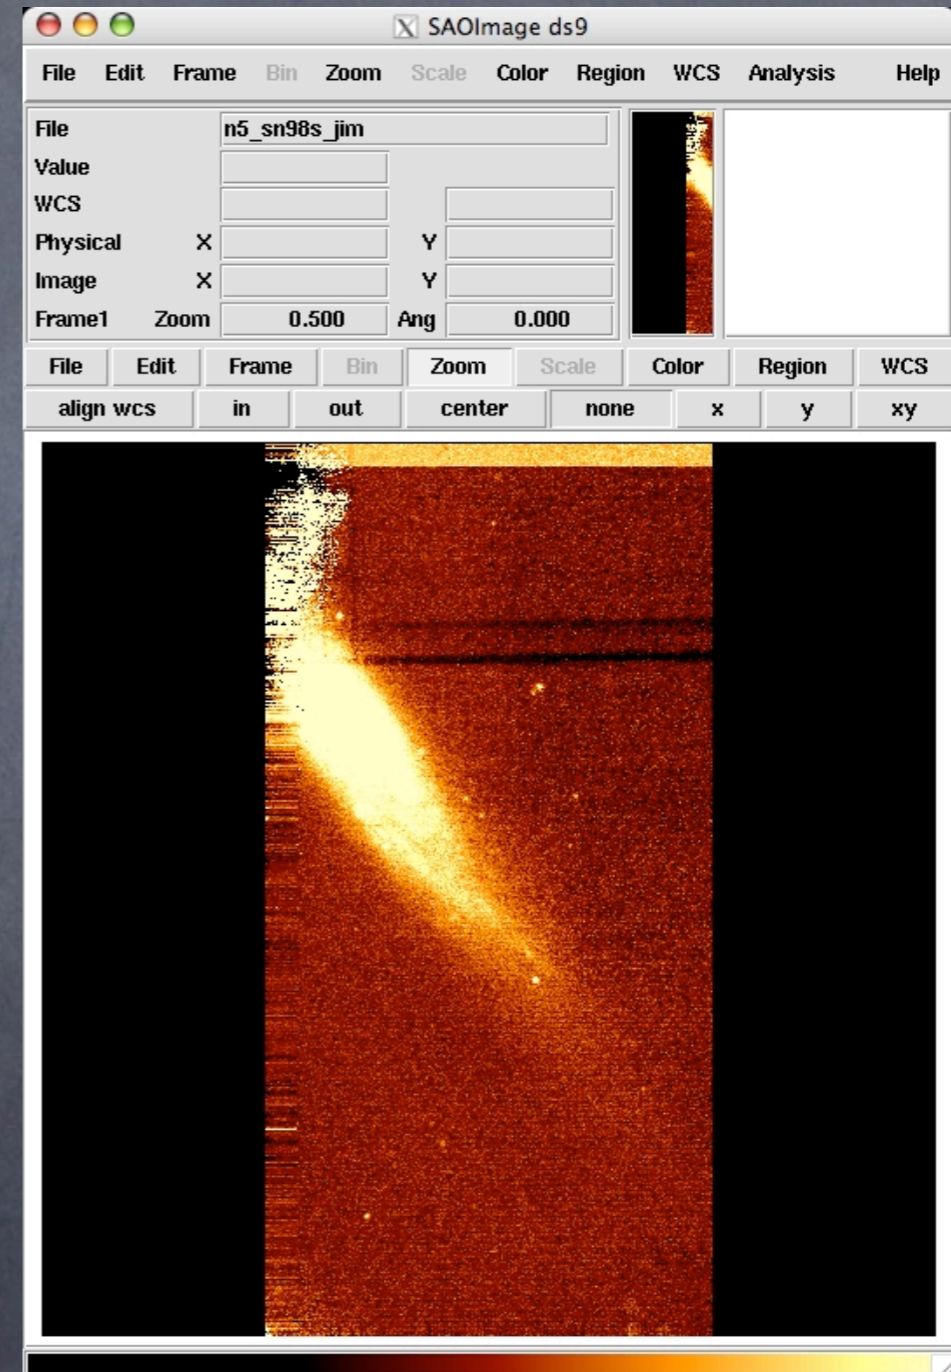 X SAOImage ds9
File Edit Frame Bin Zoom Scale Color Region WCS Analysis Help
File n5_sn98s_jim
Value
WCS
Physical X Y
Image X Y
Frame1 Zoom 0.500 Ang 0.000
File Edit Frame Bin Zoom Scale Color Region WCS
align wcs in out center none x y xy